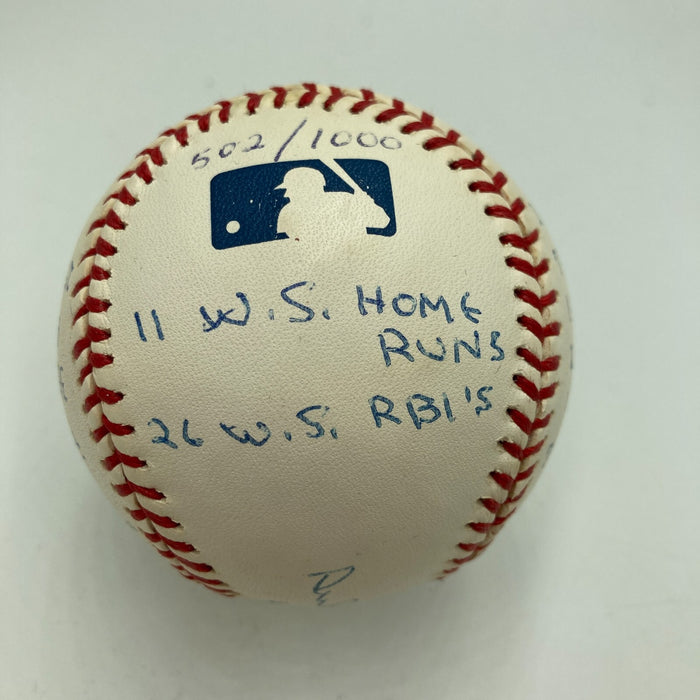 502/1000
11 W.S. HOME
RUNS
26 W.S. RBI'S